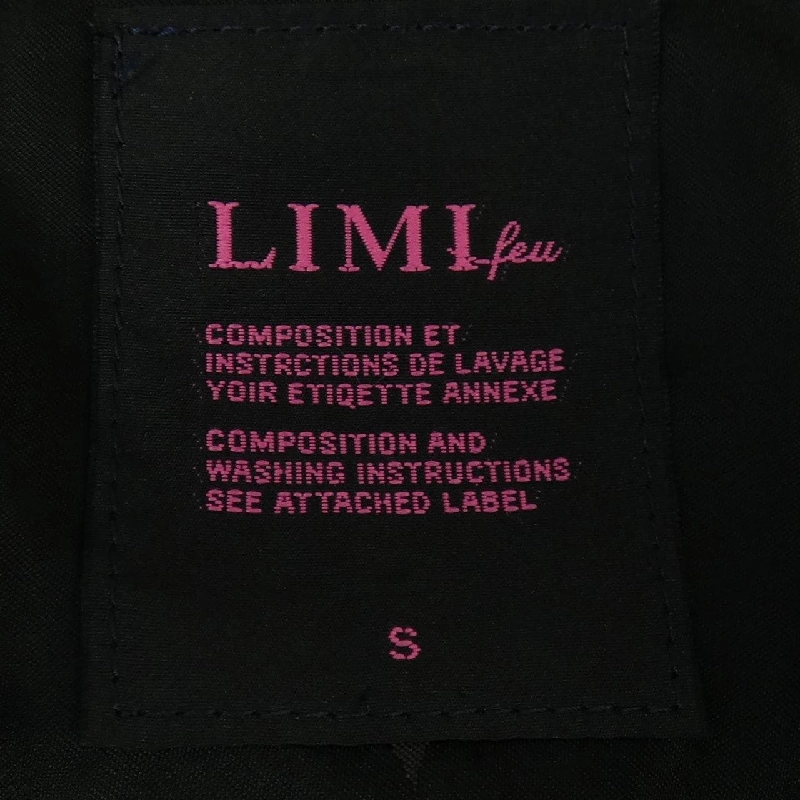 LIMI feu
COMPOSITION ET
INSTRCTIONS DE LAVAGE
YOIR ETIQETTE ANNEXE
COMPOSITION AND
WASHING INSTRUCTIONS
SEE ATTACHED LABEL
S